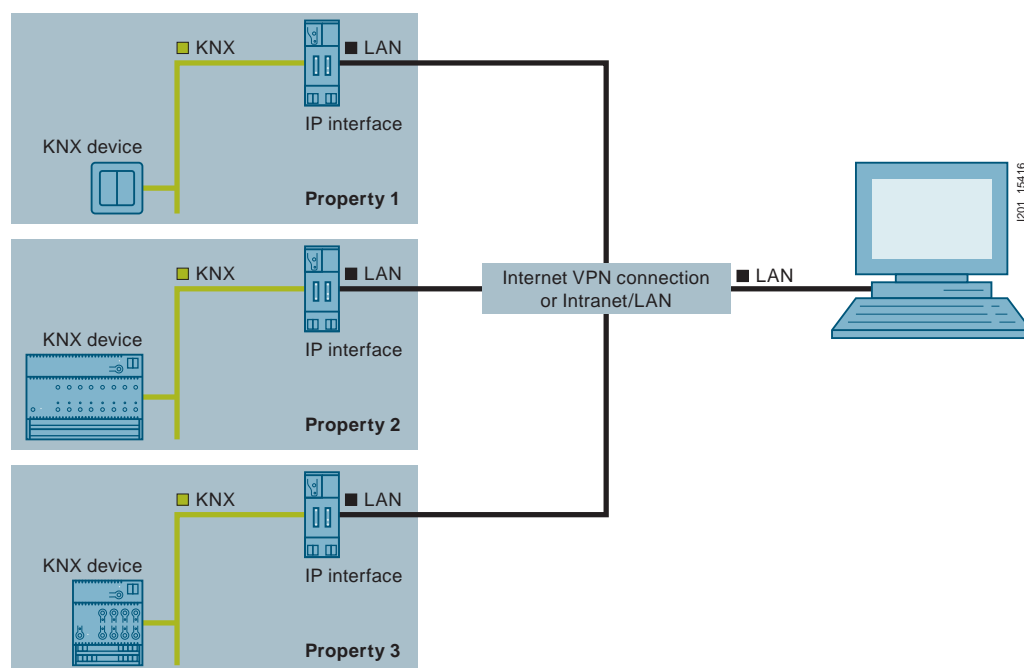 KNX
LAN
IP interface
KNX device
Property 1
KNX
LAN
IP interface
KNX device
Property 2
KNX
LAN
IP interface
KNX device
Property 3
Internet VPN connection
or Intranet/LAN
LAN
I201_15416